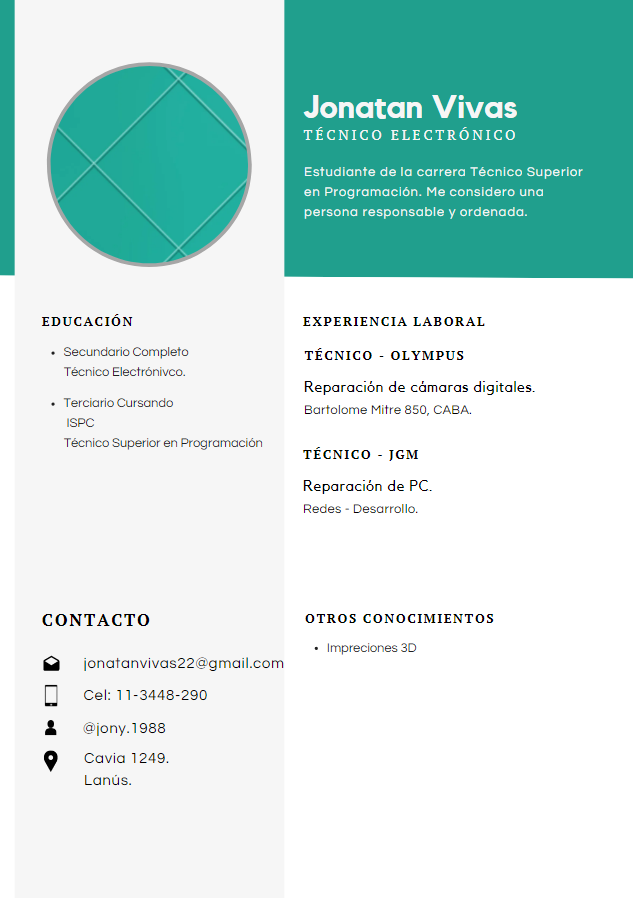 Jonatan Vivas
TÉCNICO ELECTRÓNICO
Estudiante de la carrera Técnico Superior
en Programación. Me considero una
persona responsable y ordenada.
EDUCACIÓN
• Secundario Completo
Técnico Electrónivco.
• Terciario Cursando
ISPC
Técnico Superior en Programación
EXPERIENCIA LABORAL
TÉCNICO - OLYMPUS
Reparación de cámaras digitales.
Bartolome Mitre 850, CABA.
TÉCNICO - JGM
Reparación de PC.
Redes - Desarrollo.
CONTACTO
jonatanvivas22@gmail.com
Cel: 11-3448-290
@jony.1988
Cavia 1249.
Lanús.
OTROS CONOCIMIENTOS
• Impreciones 3D